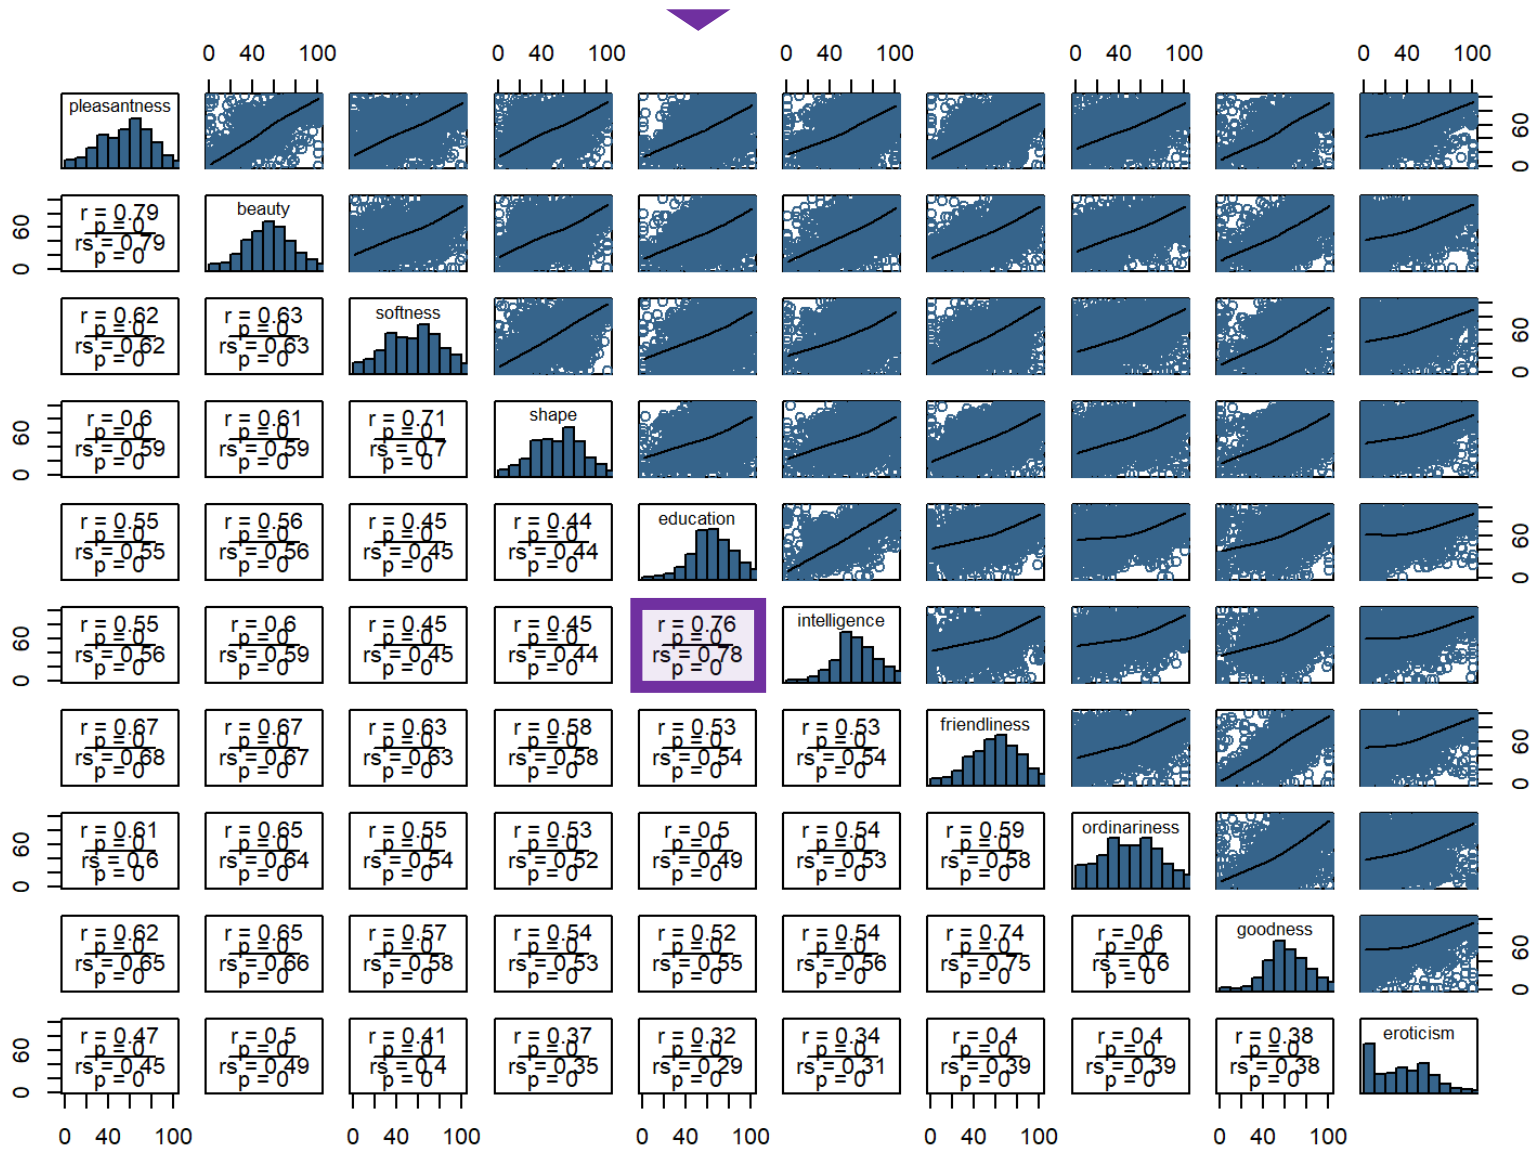 0 40 100 0 40 100 0 40 100 0 40 100 0 40 100
pleasantness
60
0
60
0
r = 0.79
p = 0
rs = 0.79
p = 0
beauty
r = 0.62
p = 0
rs = 0.62
p = 0
r = 0.63
p = 0
rs = 0.63
p = 0
softness
60
0
60
0
r = 0.6
p = 0
rs = 0.59
p = 0
r = 0.61
p = 0
rs = 0.59
p = 0
r = 0.71
p = 0
rs = 0.7
p = 0
shape
r = 0.55
p = 0
rs = 0.55
p = 0
r = 0.56
p = 0
rs = 0.56
p = 0
r = 0.45
p = 0
rs = 0.45
p = 0
r = 0.44
p = 0
rs = 0.44
p = 0
education
60
0
60
0
r = 0.55
p = 0
rs = 0.56
p = 0
r = 0.6
p = 0
rs = 0.59
p = 0
r = 0.45
p = 0
rs = 0.45
p = 0
r = 0.45
p = 0
rs = 0.44
p = 0
r = 0.76
p = 0
rs = 0.78
p = 0
intelligence
r = 0.67
p = 0
rs = 0.68
p = 0
r = 0.67
p = 0
rs = 0.67
p = 0
r = 0.63
p = 0
rs = 0.63
p = 0
r = 0.58
p = 0
rs = 0.58
p = 0
r = 0.53
p = 0
rs = 0.54
p = 0
r = 0.53
p = 0
rs = 0.54
p = 0
friendliness
60
0
60
0
r = 0.61
p = 0
rs = 0.6
p = 0
r = 0.65
p = 0
rs = 0.64
p = 0
r = 0.55
p = 0
rs = 0.54
p = 0
r = 0.53
p = 0
rs = 0.52
p = 0
r = 0.5
p = 0
rs = 0.49
p = 0
r = 0.54
p = 0
rs = 0.53
p = 0
r = 0.59
p = 0
rs = 0.58
p = 0
ordinariness
r = 0.62
p = 0
rs = 0.65
p = 0
r = 0.65
p = 0
rs = 0.66
p = 0
r = 0.57
p = 0
rs = 0.58
p = 0
r = 0.54
p = 0
rs = 0.53
p = 0
r = 0.52
p = 0
rs = 0.55
p = 0
r = 0.54
p = 0
rs = 0.56
p = 0
r = 0.74
p = 0
rs = 0.75
p = 0
r = 0.6
p = 0
rs = 0.6
p = 0
goodness
60
0
60
0
r = 0.47
p = 0
rs = 0.45
p = 0
r = 0.5
p = 0
rs = 0.49
p = 0
r = 0.41
p = 0
rs = 0.4
p = 0
r = 0.37
p = 0
rs = 0.35
p = 0
r = 0.32
p = 0
rs = 0.29
p = 0
r = 0.34
p = 0
rs = 0.31
p = 0
r = 0.4
p = 0
rs = 0.39
p = 0
r = 0.4
p = 0
rs = 0.39
p = 0
r = 0.38
p = 0
rs = 0.38
p = 0
eroticism
0 40 100 0 40 100 0 40 100 0 40 100 0 40 100